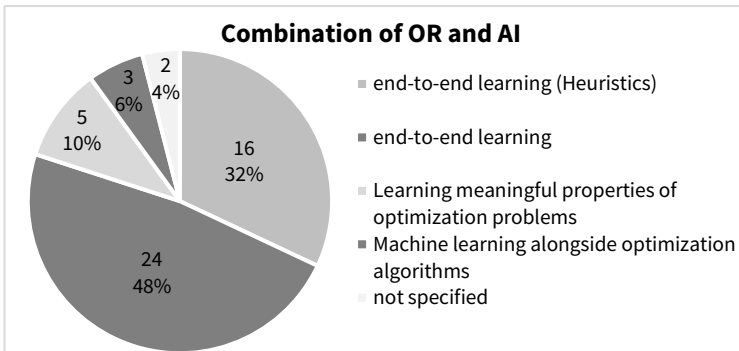 Combination of OR and AI
2
4%
3
6%
5
10%
16
32%
24
48%
end-to-end learning (Heuristics)
end-to-end learning
Learning meaningful properties of
optimization problems
Machine learning alongside optimization
algorithms
not specified